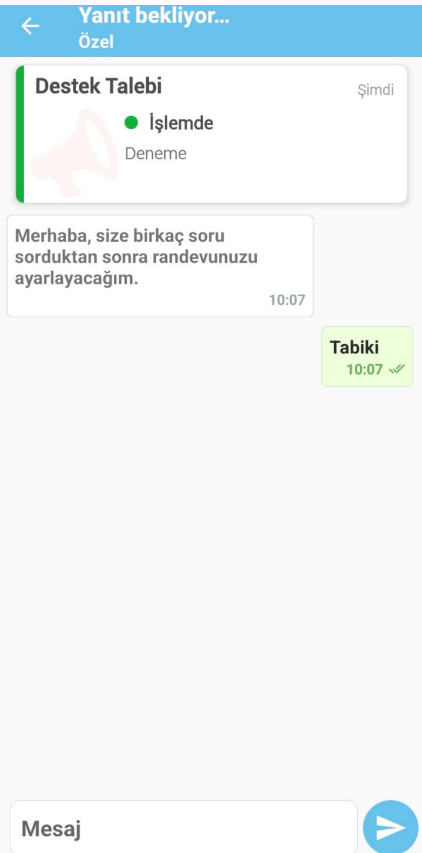 Yanıt bekliyor...
Özel
Destek Talebi
Şimdi
İşlemde
Deneme
Merhaba, size birkaç soru
sorduktan sonra randevunuzu
ayarlayacağım.
10:07
Tabiki
10:07
Mesaj